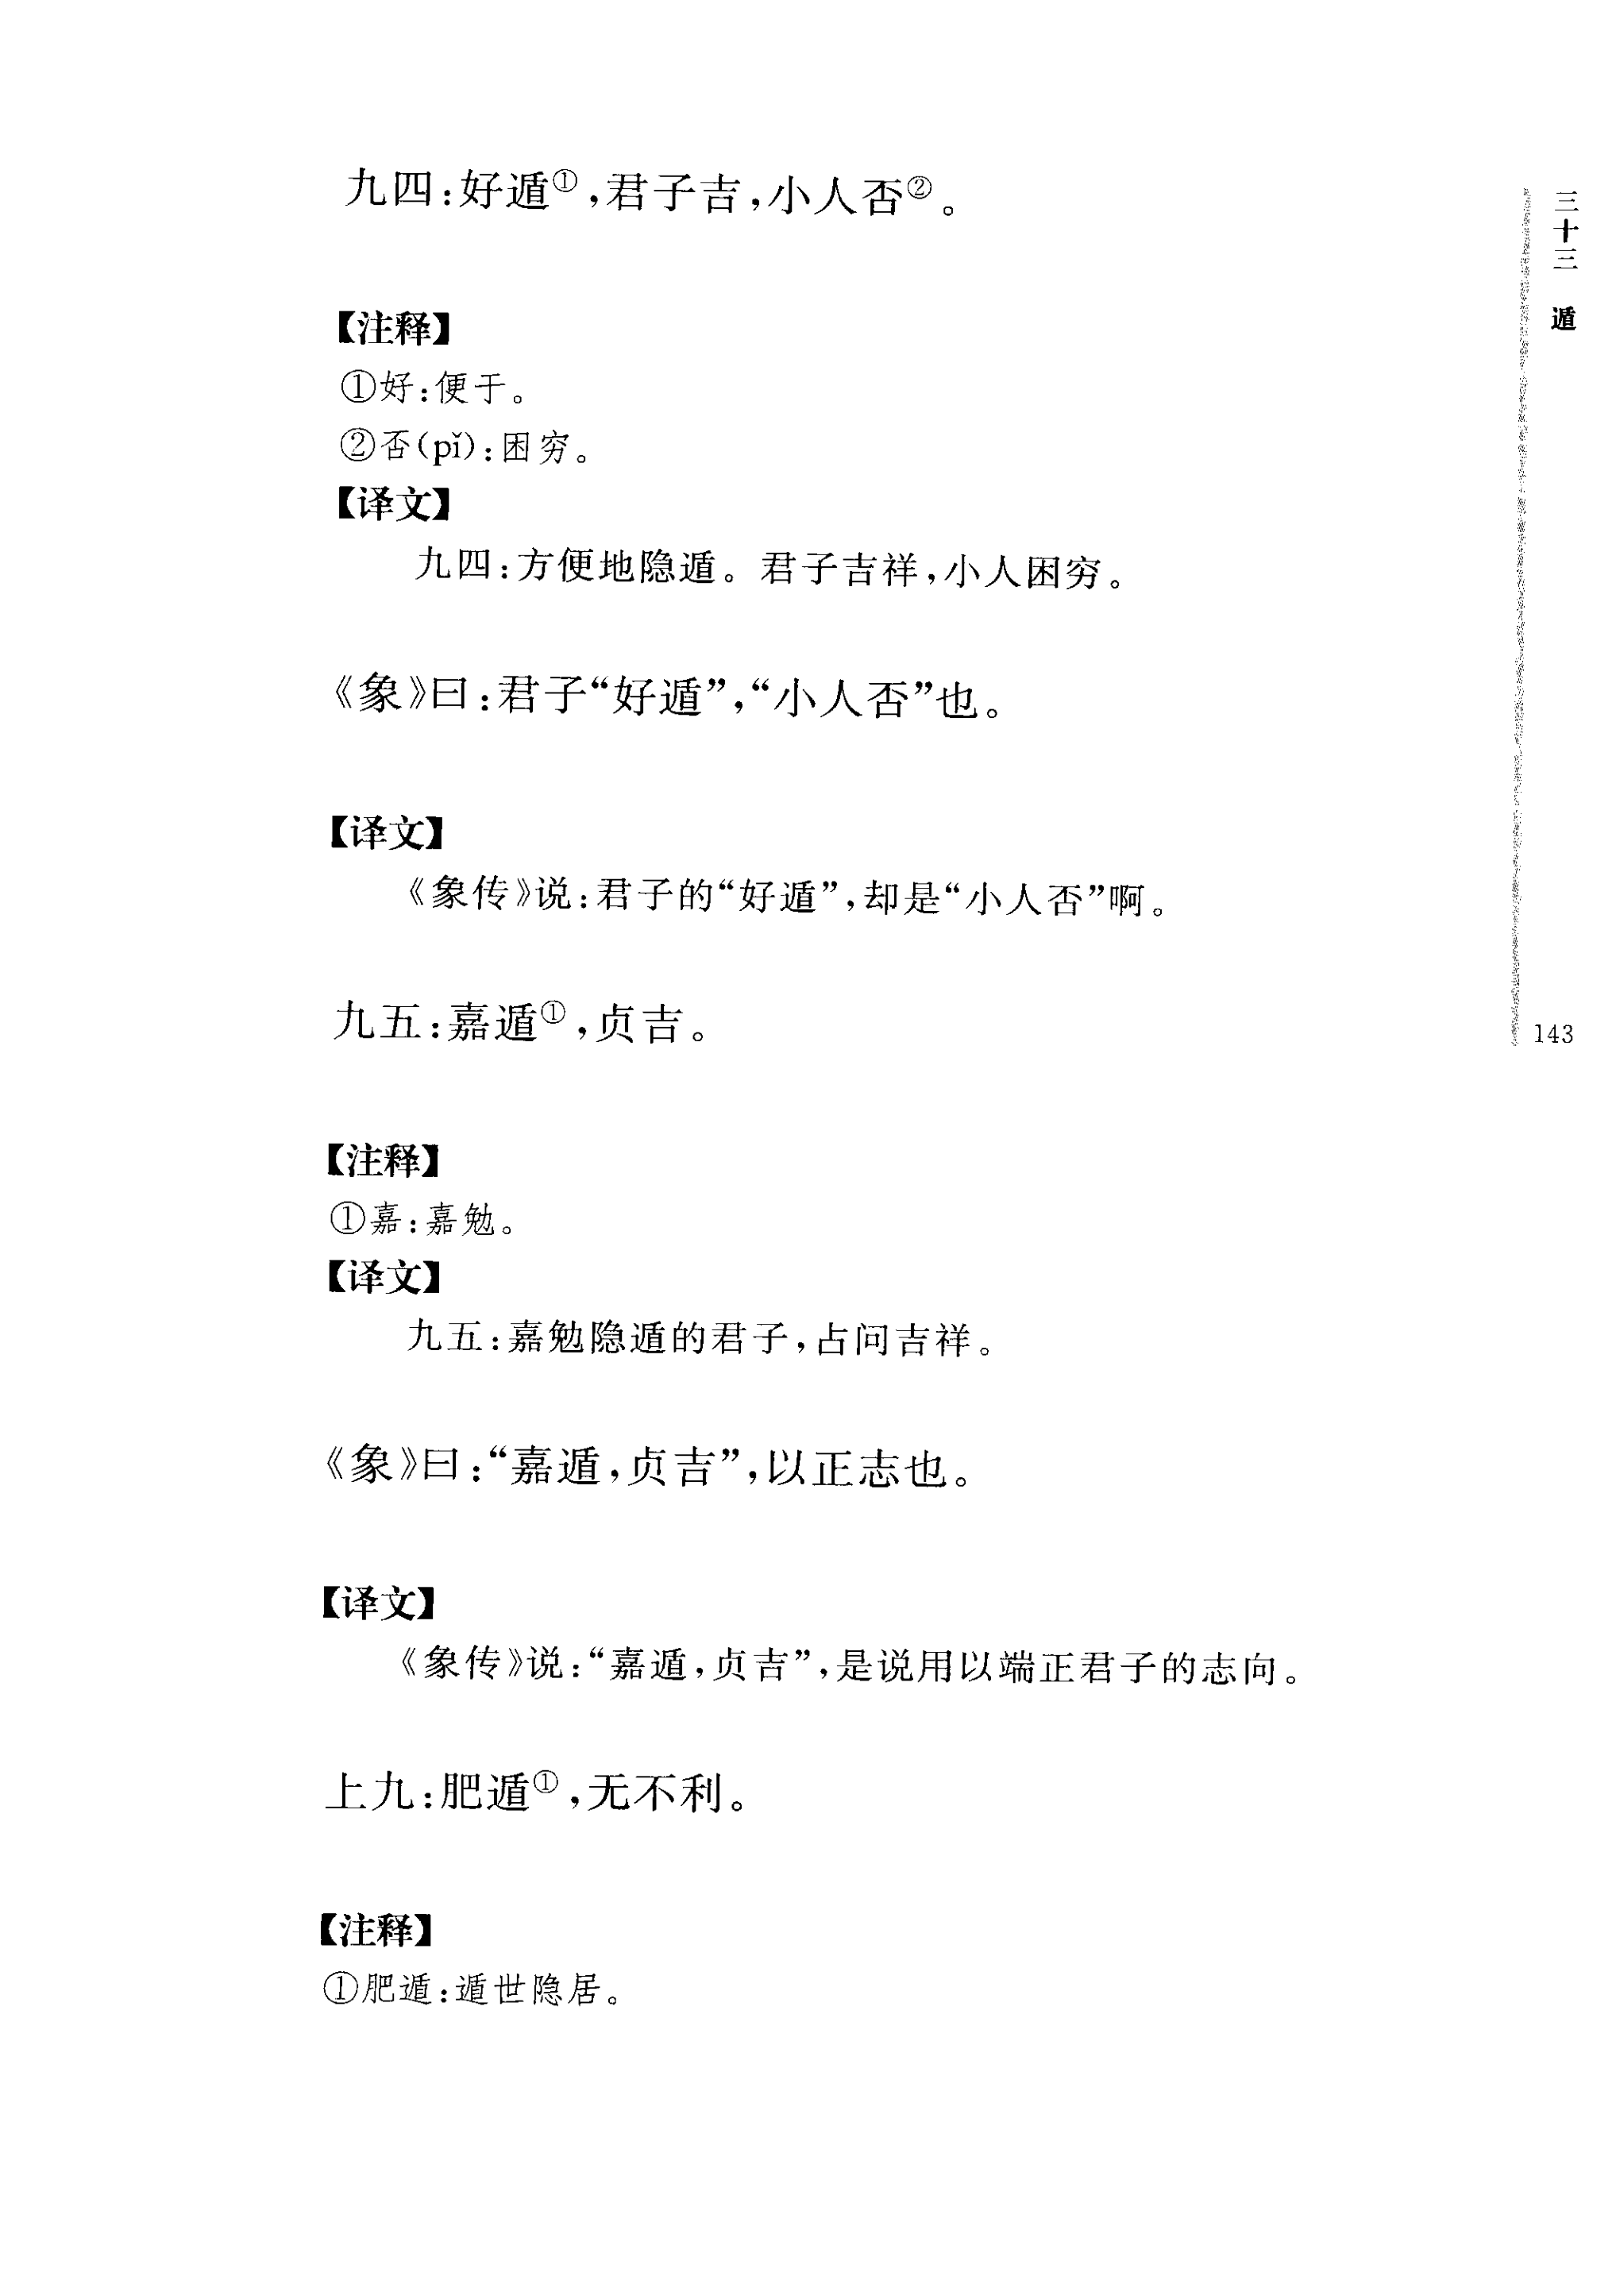 九四:好遁①,君子吉,小人否②。
【注释】
①好:便于。
②否(pǐ):困穷。
【译文】
九四:方便地隐遁。君子吉祥,小人困穷。
《象》曰:君子“好遁”,“小人否”也。
【译文】
《象传》说:君子的“好遁”,却是“小人否”啊。
九五:嘉遁①,贞吉。
【注释】
①嘉:嘉勉。
【译文】
九五:嘉勉隐遁的君子,占问吉祥。
《象》曰:“嘉遁,贞吉”,以正志也。
【译文】
《象传》说:“嘉遁,贞吉”,是说用以端正君子的志向。
上九:肥遁①,无不利。
【注释】
①肥遁:遁世隐居。
三十三 遁
143